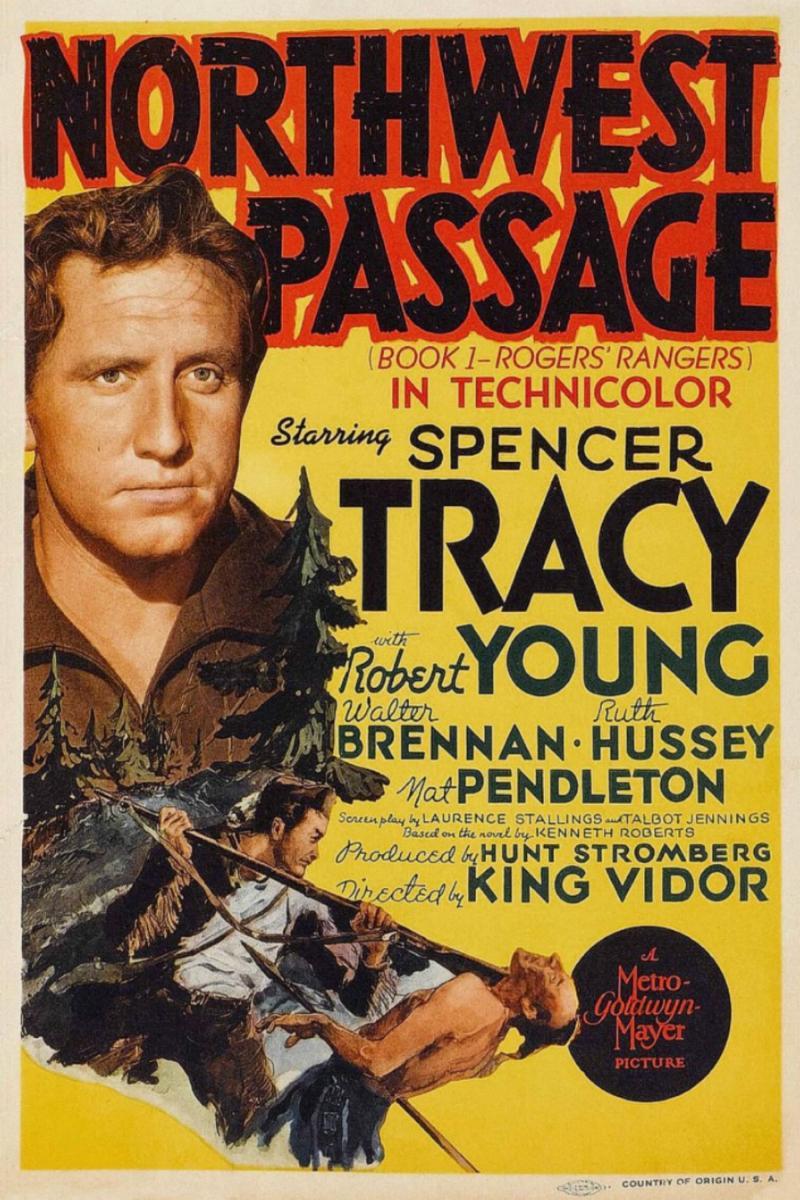 NORTHWEST
PASSAGE
(BOOK 1-ROGERS' RANGERS)
IN TECHNICOLOR
Starring SPENCER
TRACY
with
Robert YOUNG
Walter Ruth
BRENNAN · HUSSEY
Nat PENDLETON
Screen play by LAURENCE STALLINGS and TALBOT JENNINGS
Based on the novel by KENNETH ROBERTS
Produced by HUNT STROMBERG
Directed by KING VIDOR
A
Metro-
Goldwyn-
Mayer
PICTURE
COUNTRY OF ORIGIN U. S. A.